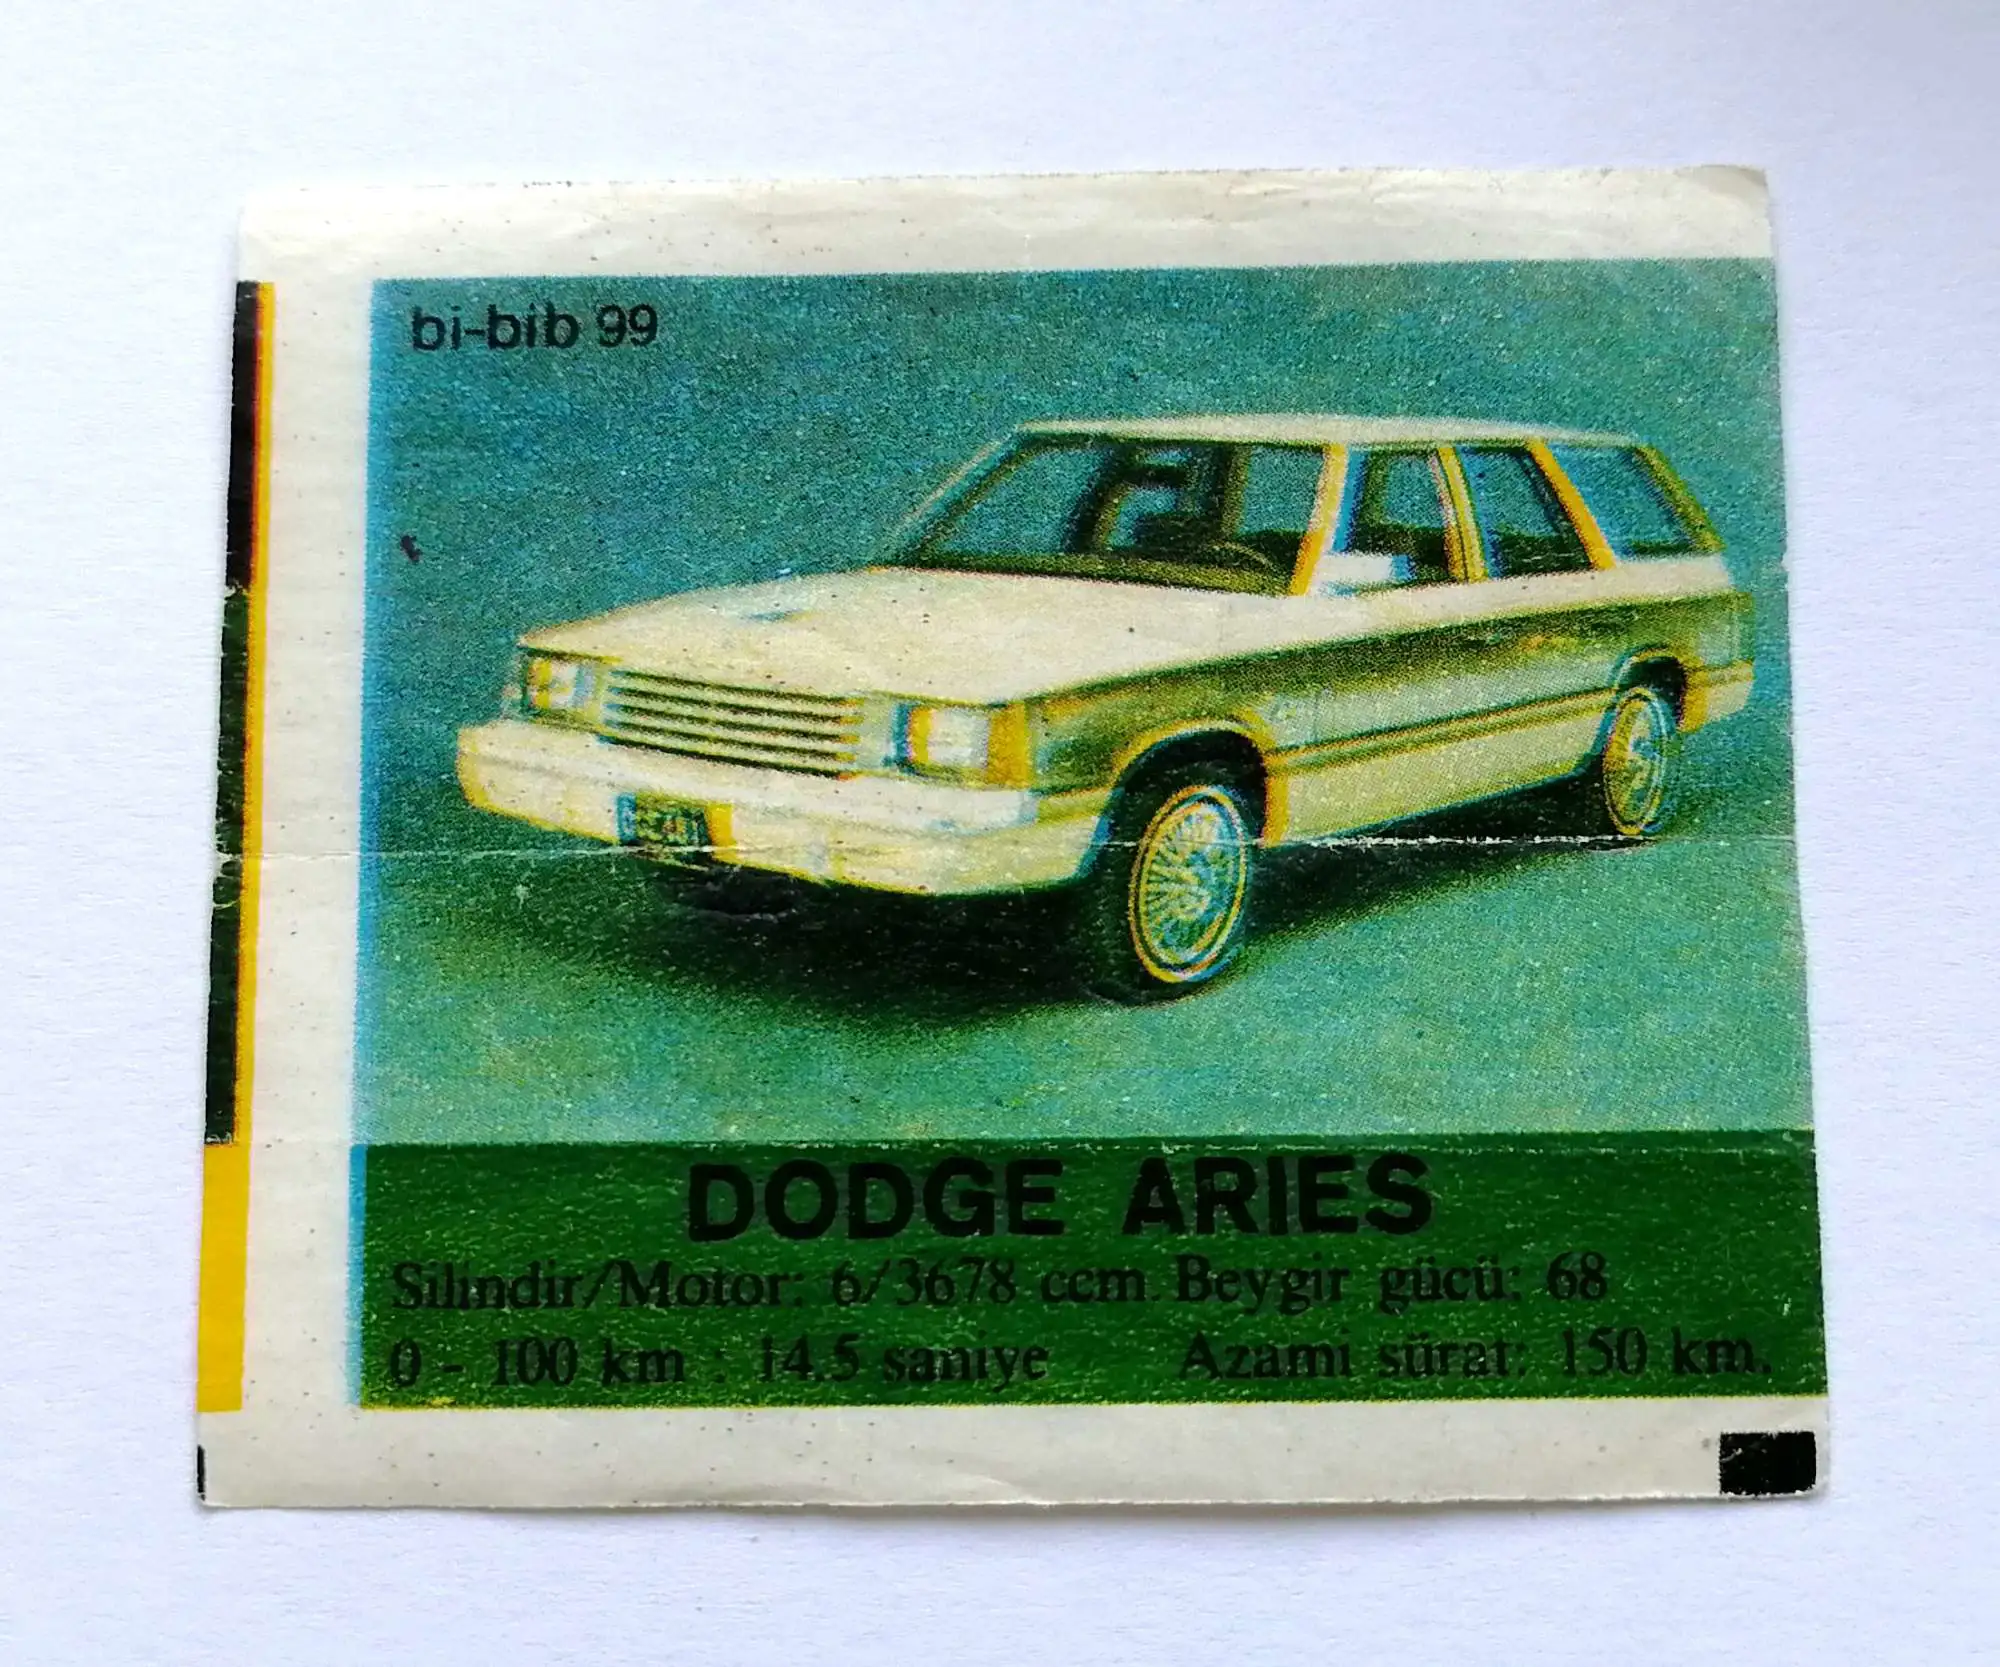 bi-bib 99
DODGE ARIES
Silindir/Motor: 6/3678 ccm. Beygir gücü: 68
0 - 100 km : 14.5 saniye Azami sürat: 150 km.